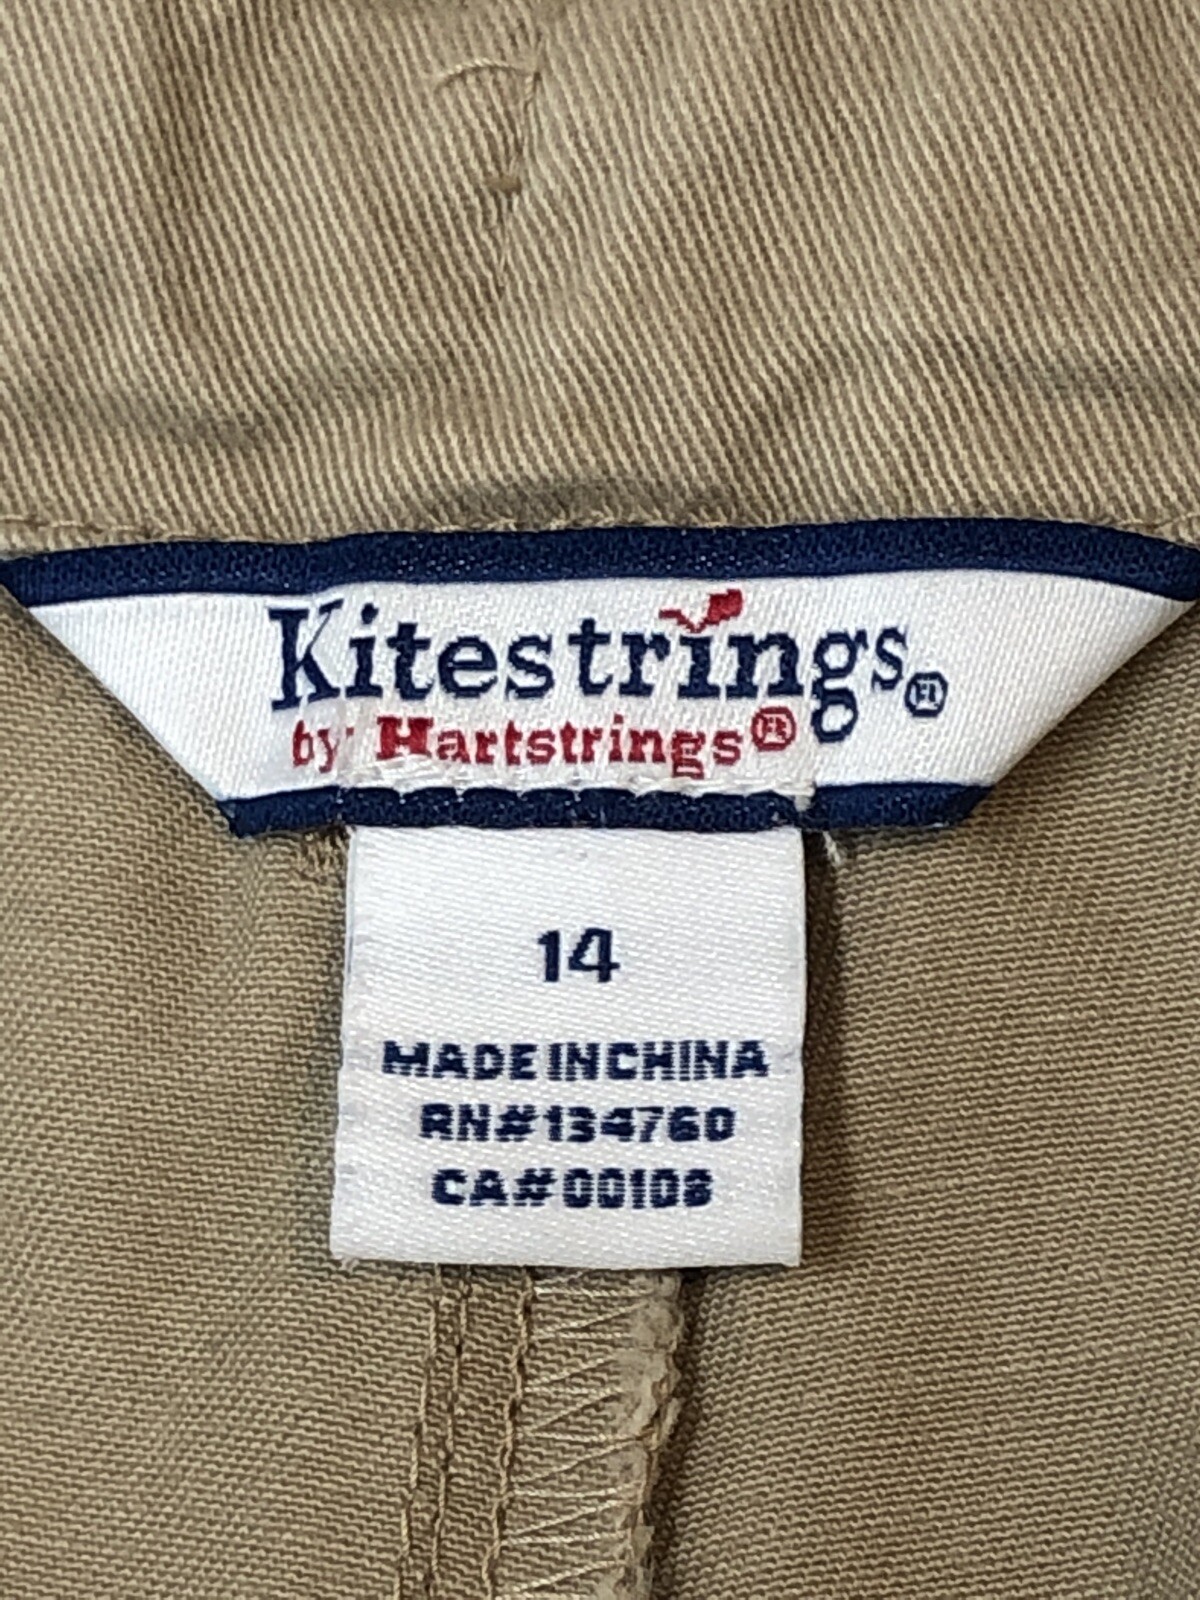 Kitestrings®
by Hartstrings®
14
MADE IN CHINA
RN#134760
CA#00108